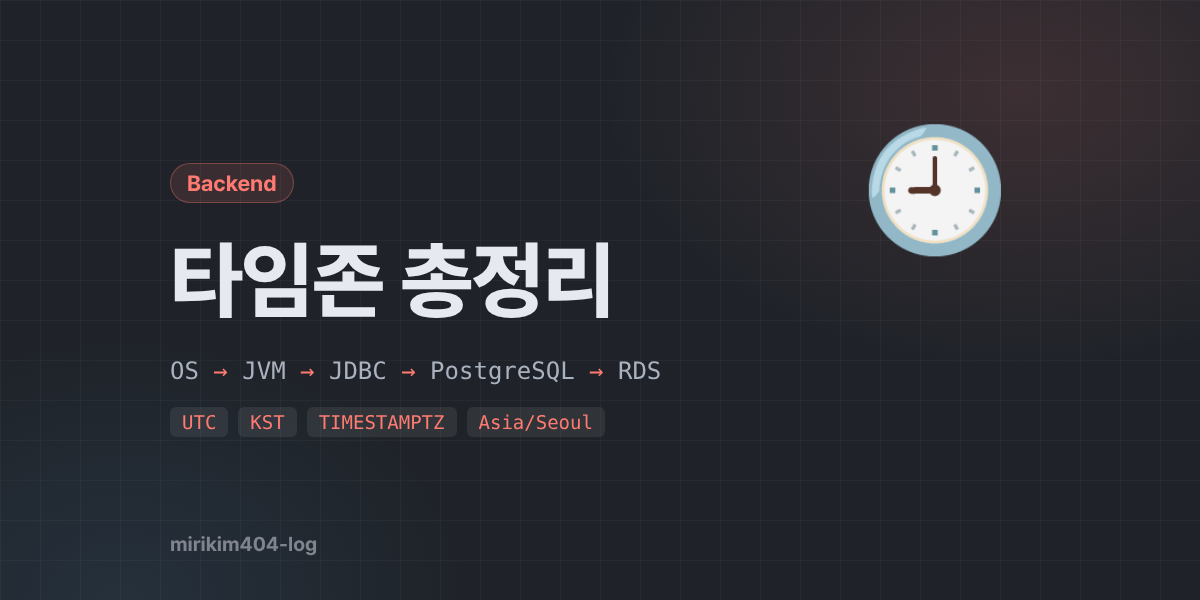 Backend
타임존 총정리
OS → JVM → JDBC → PostgreSQL → RDS
UTC KST TIMESTAMPTZ Asia/Seoul
mirikim404-log